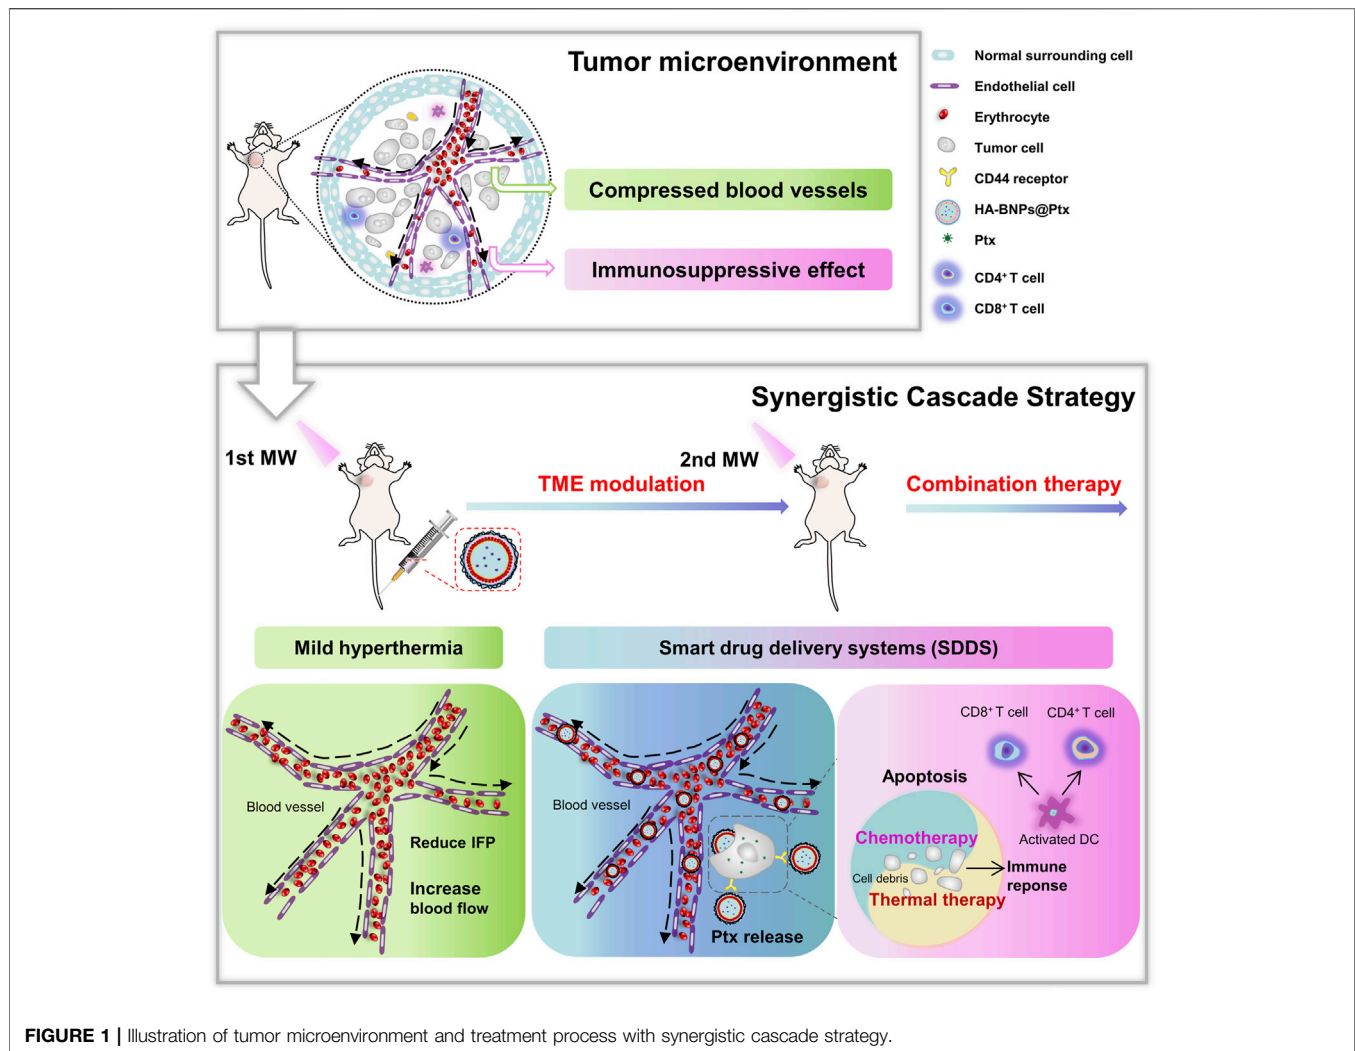 Tumor microenvironment
Compressed blood vessels
Immunosuppressive effect
Normal surrounding cell
Endothelial cell
Erythrocyte
Tumor cell
CD44 receptor
HA-BNPs@Ptx
Ptx
CD4⁺ T cell
CD8⁺ T cell
Synergistic Cascade Strategy
1st MW
2nd MW
TME modulation
Combination therapy
Mild hyperthermia
Smart drug delivery systems (SDDS)
Blood vessel
Reduce IFP
Increase
blood flow
Blood vessel
Ptx release
CD8⁺ T cell
CD4⁺ T cell
Apoptosis
Activated DC
Chemotherapy
Cell debris
Thermal therapy
Immune
reponse
FIGURE 1 | Illustration of tumor microenvironment and treatment process with synergistic cascade strategy.